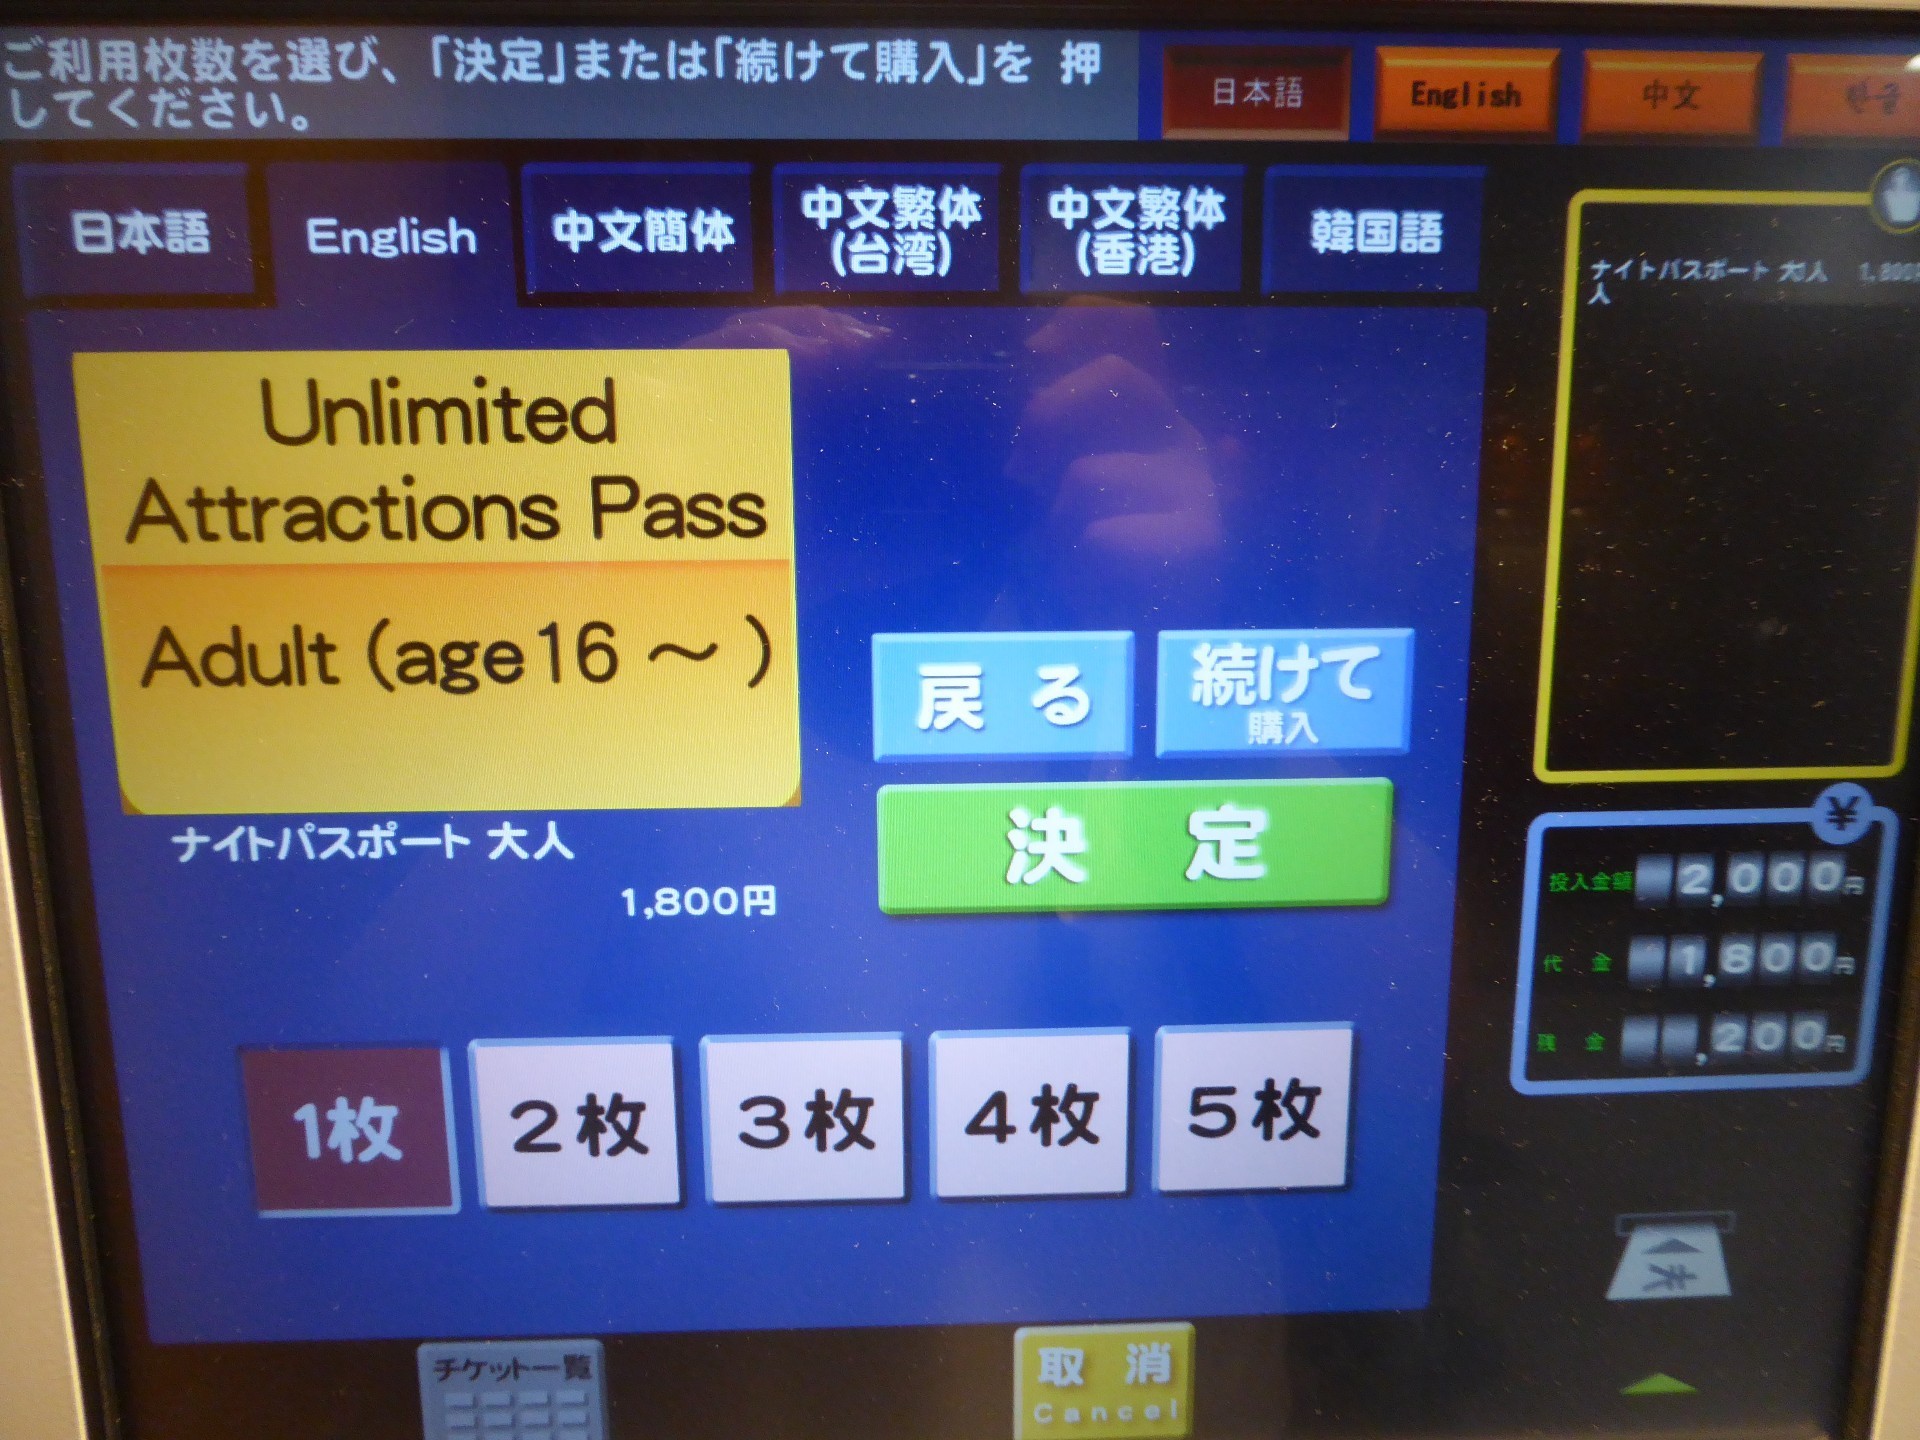 ご利用枚数を選び、「決定」または「続けて購入」を 押
してください。
日本語
English
中文
한글
日本語
English
中文簡体
中文繁体
(台湾)
中文繁体
(香港)
韓国語
ナイトパスポート 大人
人
Unlimited
Attractions Pass
Adult (age16 ～ )
ナイトパスポート 大人
1,800円
戻 る
続けて
購入
決 定
¥
投入金額 2,000円
代 金 1,800円
残 金 ,200円
1枚
2枚
3枚
4枚
5枚
チケット一覧
取 消
Cancel